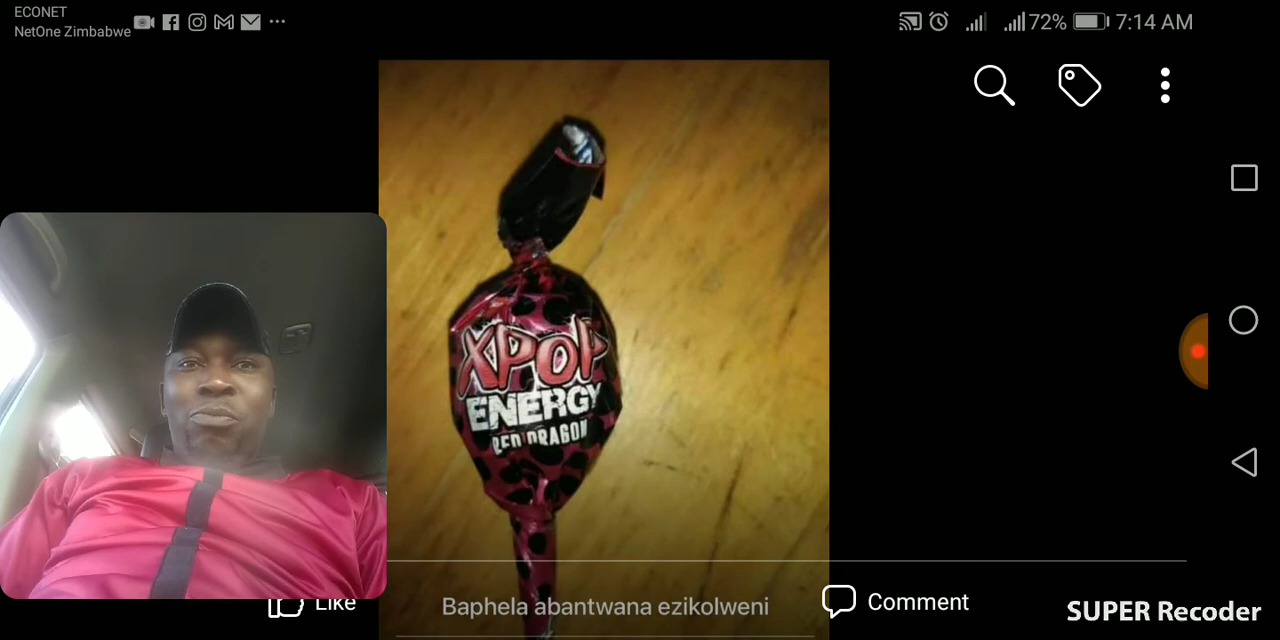 ECONET
NetOne Zimbabwe
72%
7:14 AM
XPOP
ENERGY
RED DRAGON
Like
Baphela abantwana ezikolweni
Comment
SUPER Recoder